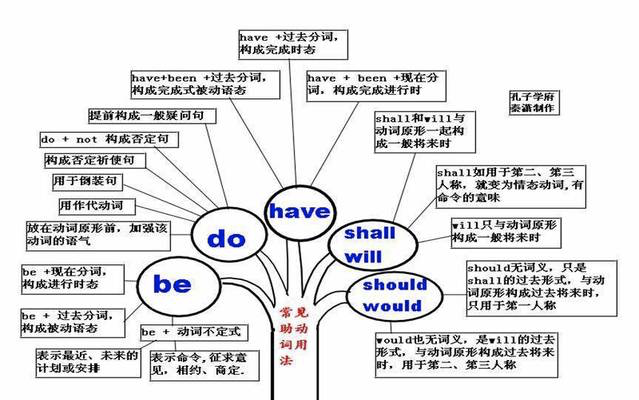 have +过去分词，
构成完成时态
have+been +过去分词，
构成完成式被动语态
have + been +现在分
词，构成完成进行时
孔子学府
秦潇制作
提前构成一般疑问句
do + not 构成否定句
构成否定祈使句
用于倒装句
用作代动词
放在动词原形前，加强该
动词的语气
shall和will与
动词原形一起构
成一般将来时
shall如用于第二、第三
人称，就变为情态动词,有
命令的意味
will只与动词原形
构成一般将来时
have
do
shall
will
be
should
would
be +现在分词，
构成进行时态
be + 过去分词，
构成被动语态
be + 动词不定式
表示最近、未来的
计划或安排
表示命令,征求意
见，相约、商定.
should无词义，只是
shall的过去形式，与动
词原形构成过去将来时，
只用于第一人称
would也无词义，是will的过去
形式，与动词原形构成过去将来
时，用于第二、第三人称
常见
助动
词用
法